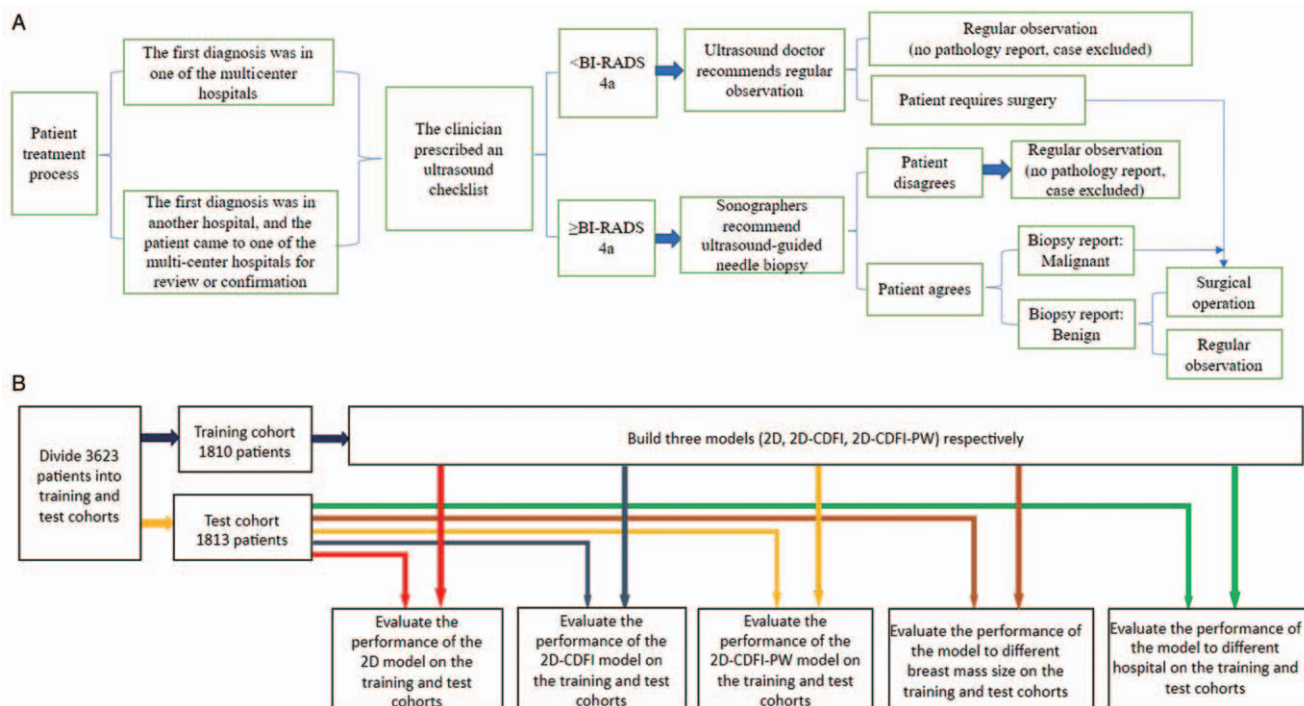 A
Patient
treatment
process
The first diagnosis was in
one of the multicenter
hospitals
The first diagnosis was in
another hospital, and the
patient came to one of the
multi-center hospitals for
review or confirmation
The clinician
prescribed an
ultrasound
checklist
<BI-RADS
4a
≥BI-RADS
4a
Ultrasound doctor
recommends regular
observation
Sonographers
recommend
ultrasound-guided
needle biopsy
Regular observation
(no pathology report, case excluded)
Patient requires surgery
Patient
disagrees
Regular observation
(no pathology report,
case excluded)
Patient agrees
Biopsy report:
Malignant
Biopsy report:
Benign
Surgical
operation
Regular
observation
B
Divide 3623
patients into
training and
test cohorts
Training cohort
1810 patients
Test cohort
1813 patients
Build three models (2D, 2D-CDFI, 2D-CDFI-PW) respectively
Evaluate the
performance of the
2D model on the
training and test
cohorts
Evaluate the
performance of the
2D-CDFI model on
the training and test
cohorts
Evaluate the
performance of the
2D-CDFI-PW model on
the training and test
cohorts
Evaluate the performance of
the model to different
breast mass size on the
training and test cohorts
Evaluate the performance of
the model to different
hospital on the training and
test cohorts